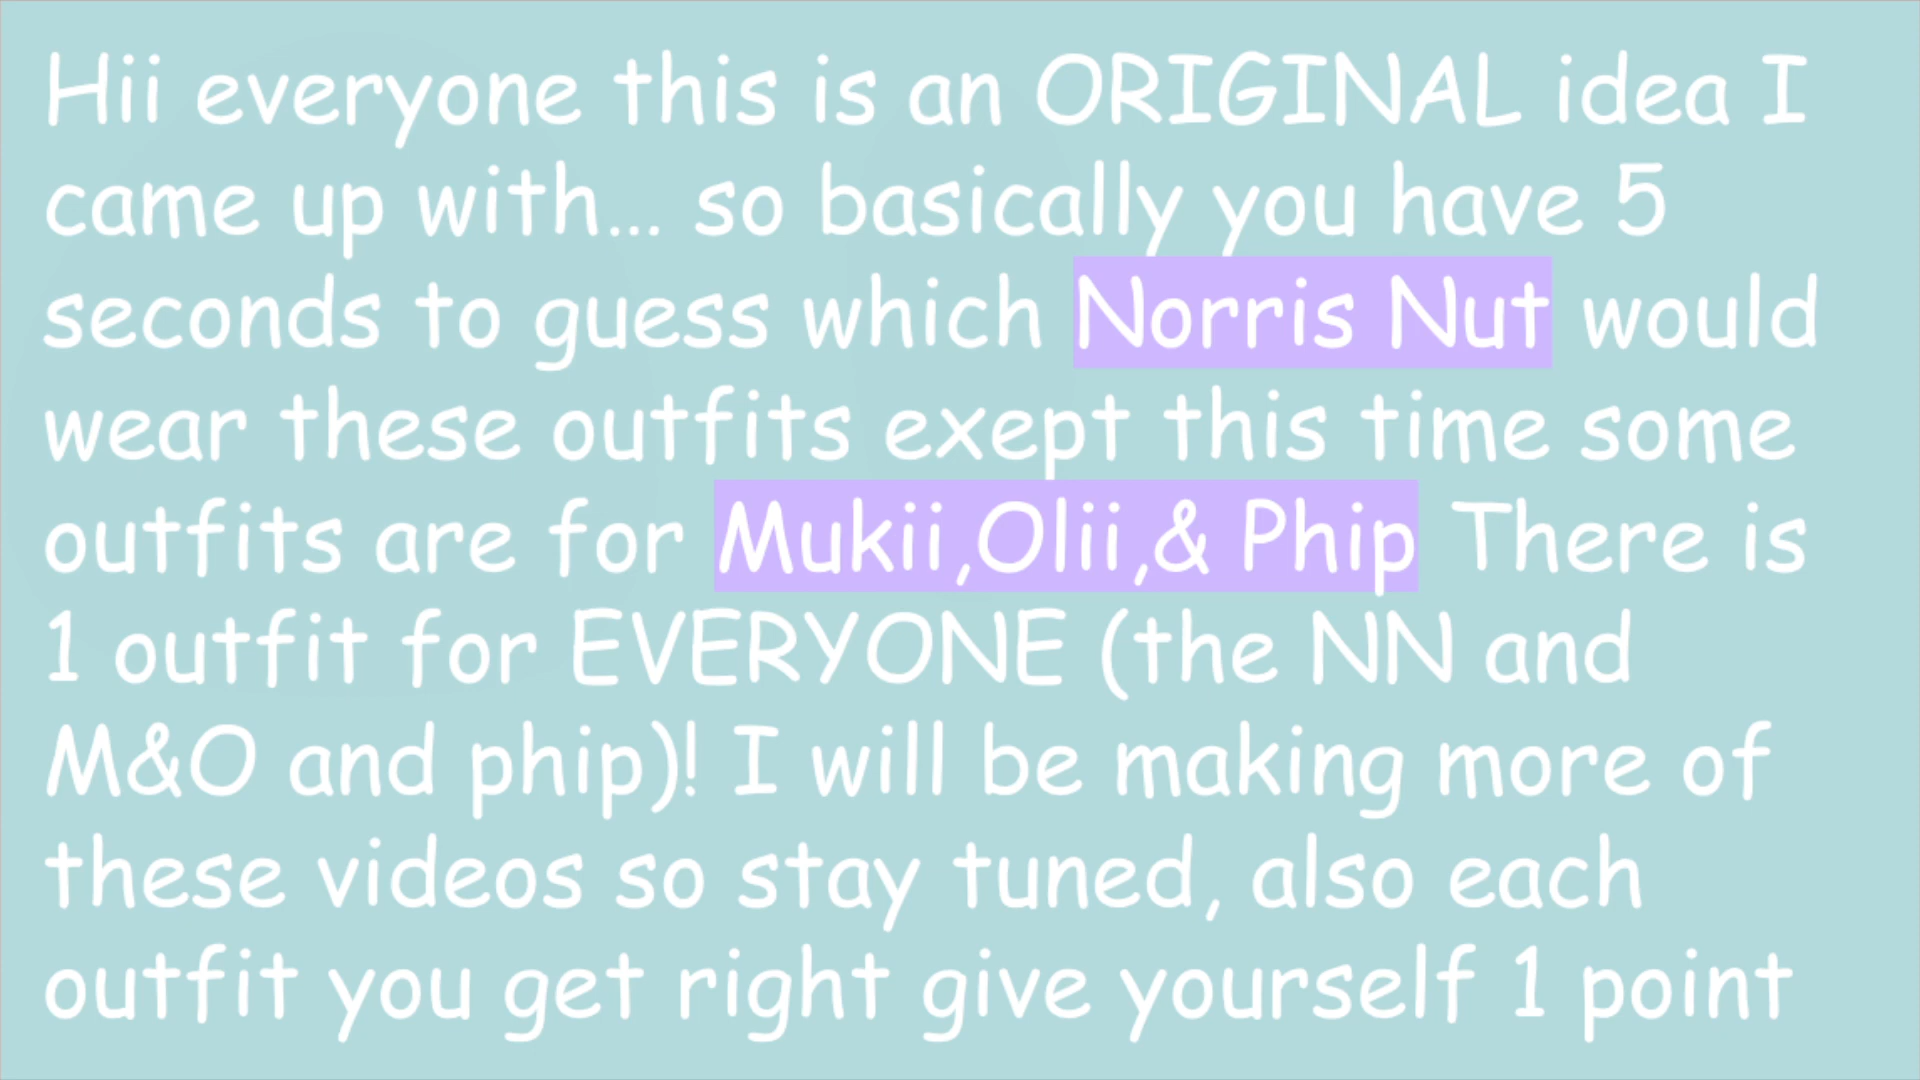 Hii everyone this is an ORIGINAL idea I
came up with... so basically you have 5
seconds to guess which Norris Nut would
wear these outfits exept this time some
outfits are for Mukii,Olii,& Phip There is
1 outfit for EVERYONE (the NN and
M&O and phip)! I will be making more of
these videos so stay tuned, also each
outfit you get right give yourself 1 point